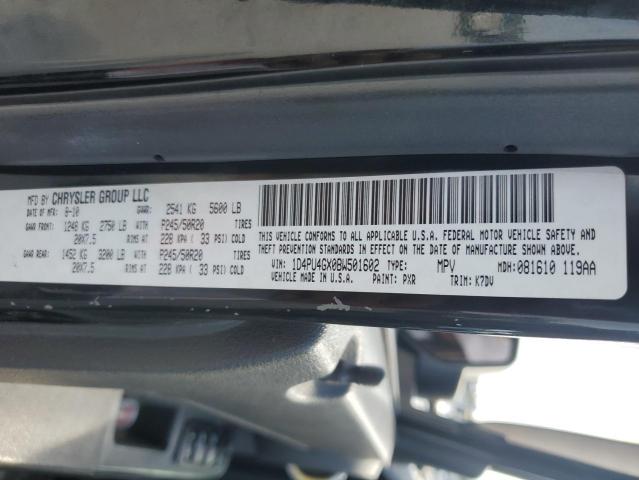 MFD BY CHRYSLER GROUP LLC
DATE OF MFR: 8-10 GVWR: 2541 KG 5600 LB
GAWR FRONT: 1248 KG 2750 LB WITH P245/50R20 TIRES
20X7.5 RIMS AT 228 KPA ( 33 PSI) COLD
GAWR REAR: 1452 KG 3200 LB WITH P245/50R20 TIRES
20X7.5 RIMS AT 228 KPA ( 33 PSI) COLD
THIS VEHICLE CONFORMS TO ALL APPLICABLE U.S.A. FEDERAL MOTOR VEHICLE SAFETY AND
THEFT PREVENTION STANDARDS IN EFFECT ON THE DATE OF MANUFACTURE SHOWN ABOVE.
VIN: 1D4PU4GX0BW501602 TYPE: MPV MDH: 081610 119AA
VEHICLE MADE IN U.S.A. PAINT: PXR TRIM: K7DV